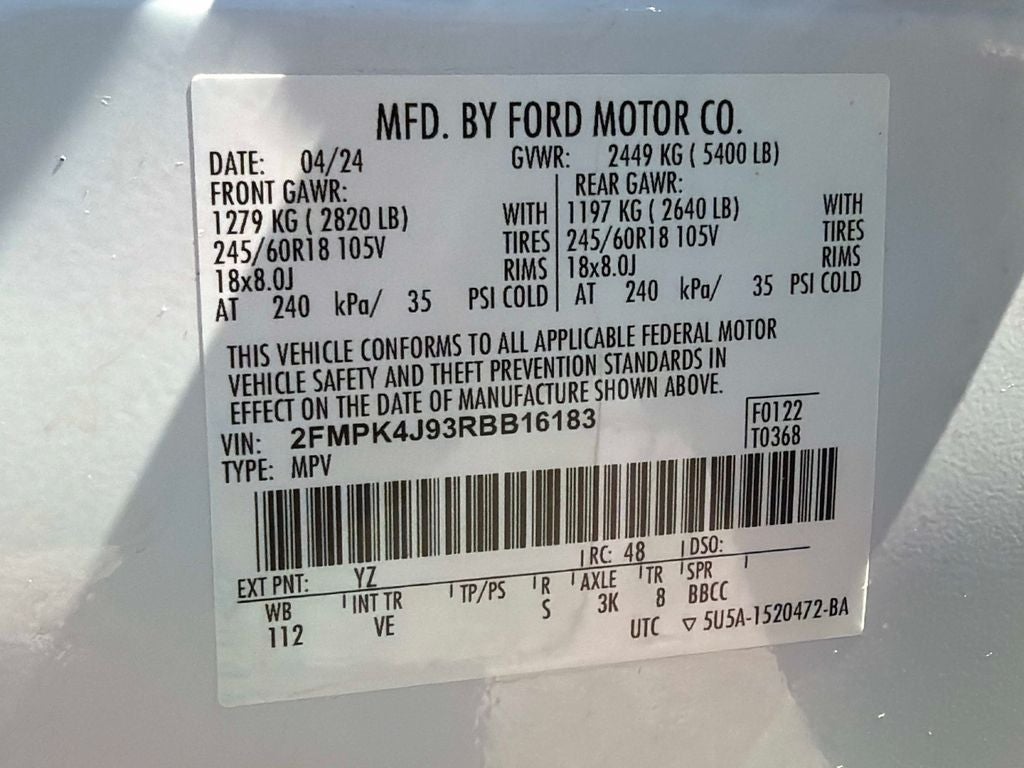 MFD. BY FORD MOTOR CO.
DATE: 04/24 GVWR: 2449 KG ( 5400 LB)
FRONT GAWR: REAR GAWR:
1279 KG ( 2820 LB) WITH 1197 KG ( 2640 LB) WITH
245/60R18 105V TIRES 245/60R18 105V TIRES
18x8.0J RIMS 18x8.0J RIMS
AT 240 kPa/ 35 PSI COLD AT 240 kPa/ 35 PSI COLD
THIS VEHICLE CONFORMS TO ALL APPLICABLE FEDERAL MOTOR
VEHICLE SAFETY AND THEFT PREVENTION STANDARDS IN
EFFECT ON THE DATE OF MANUFACTURE SHOWN ABOVE.
VIN: 2FMPK4J93RBB16183 F0122
TYPE: MPV T0368
EXT PNT: YZ RC: 48 DSO:
WB INT TR TP/PS R AXLE TR SPR
112 VE S 3K 8 BBCC
UTC ▽ 5U5A-1520472-BA